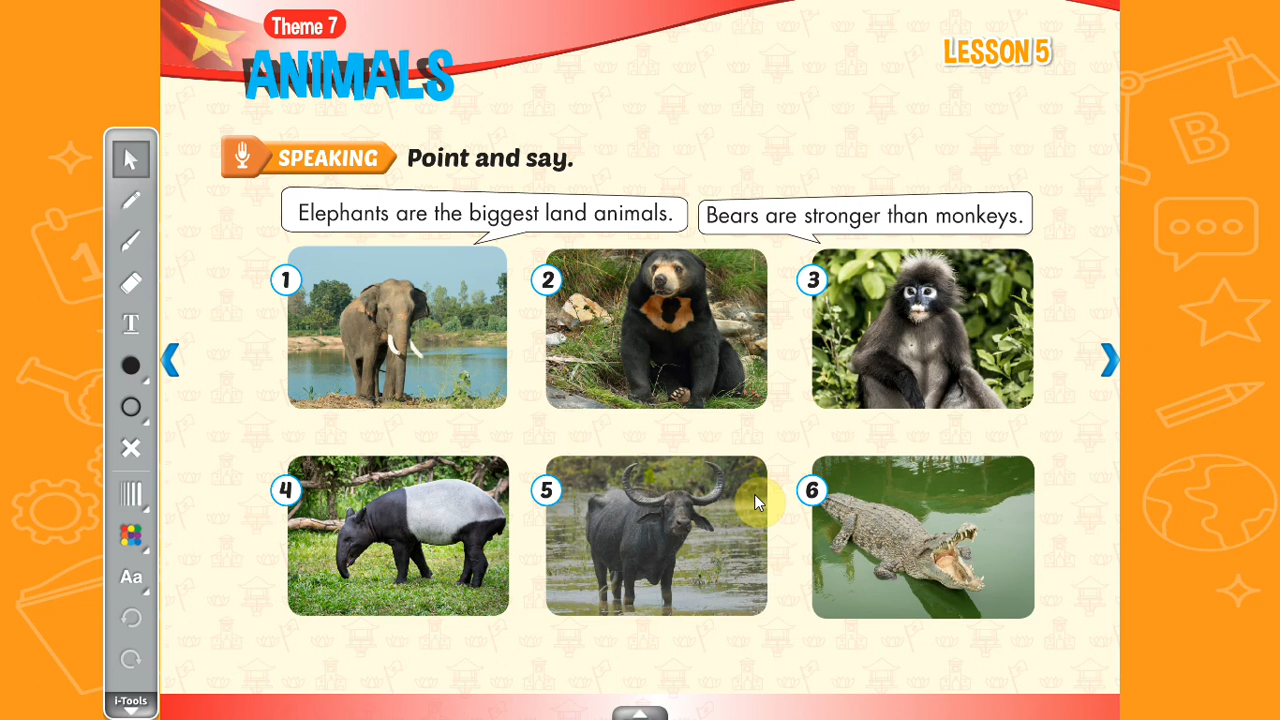 Theme 7
ANIMALS
LESSON 5
SPEAKING Point and say.
Elephants are the biggest land animals.
Bears are stronger than monkeys.
1
2
3
4
5
6
T
Aa
i-Tools
1
B